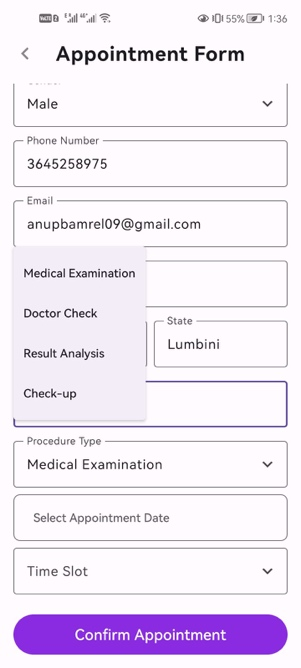 55% 1:36
Appointment Form
Male
Phone Number
3645258975
Email
anupbamrel09@gmail.com
Medical Examination
Doctor Check
Result Analysis
Check-up
State
Lumbini
Procedure Type
Medical Examination
Select Appointment Date
Time Slot
Confirm Appointment